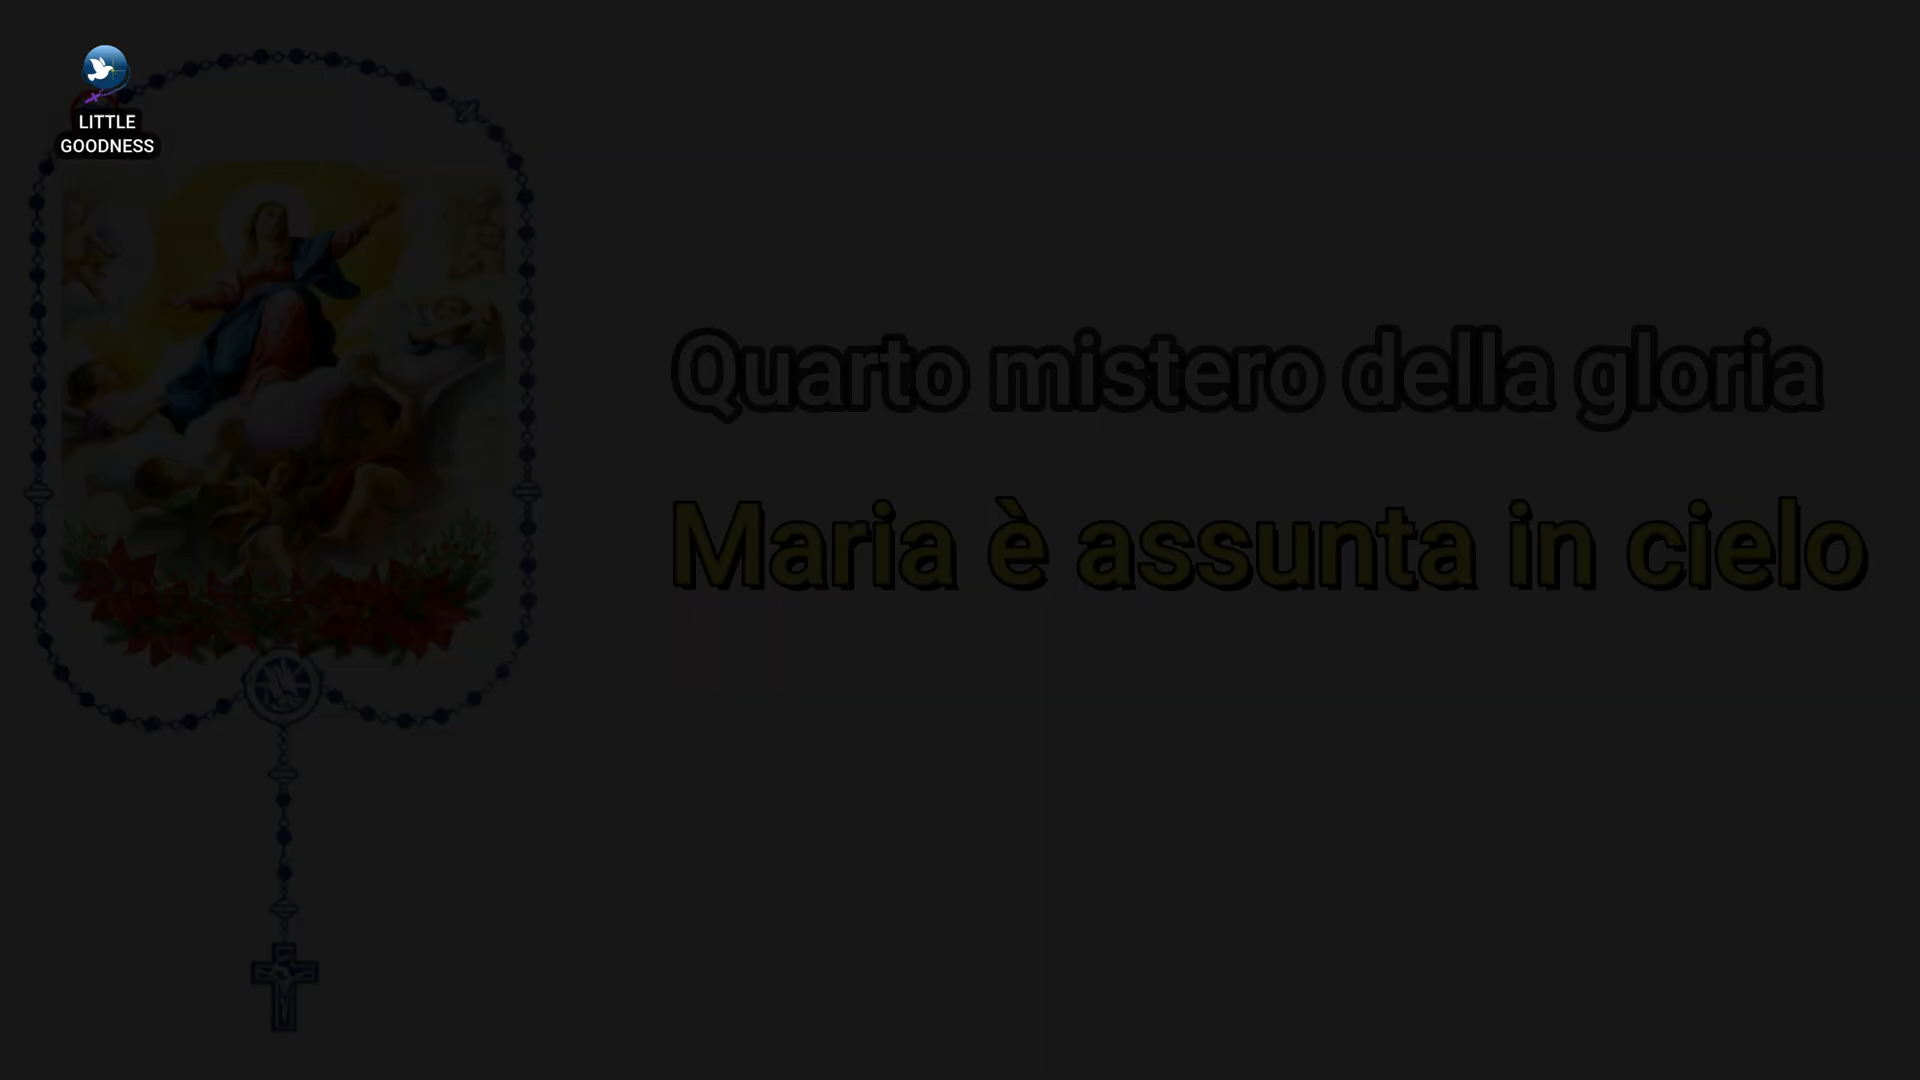 LITTLE
GOODNESS
Quarto mistero della gloria
Maria è assunta in cielo